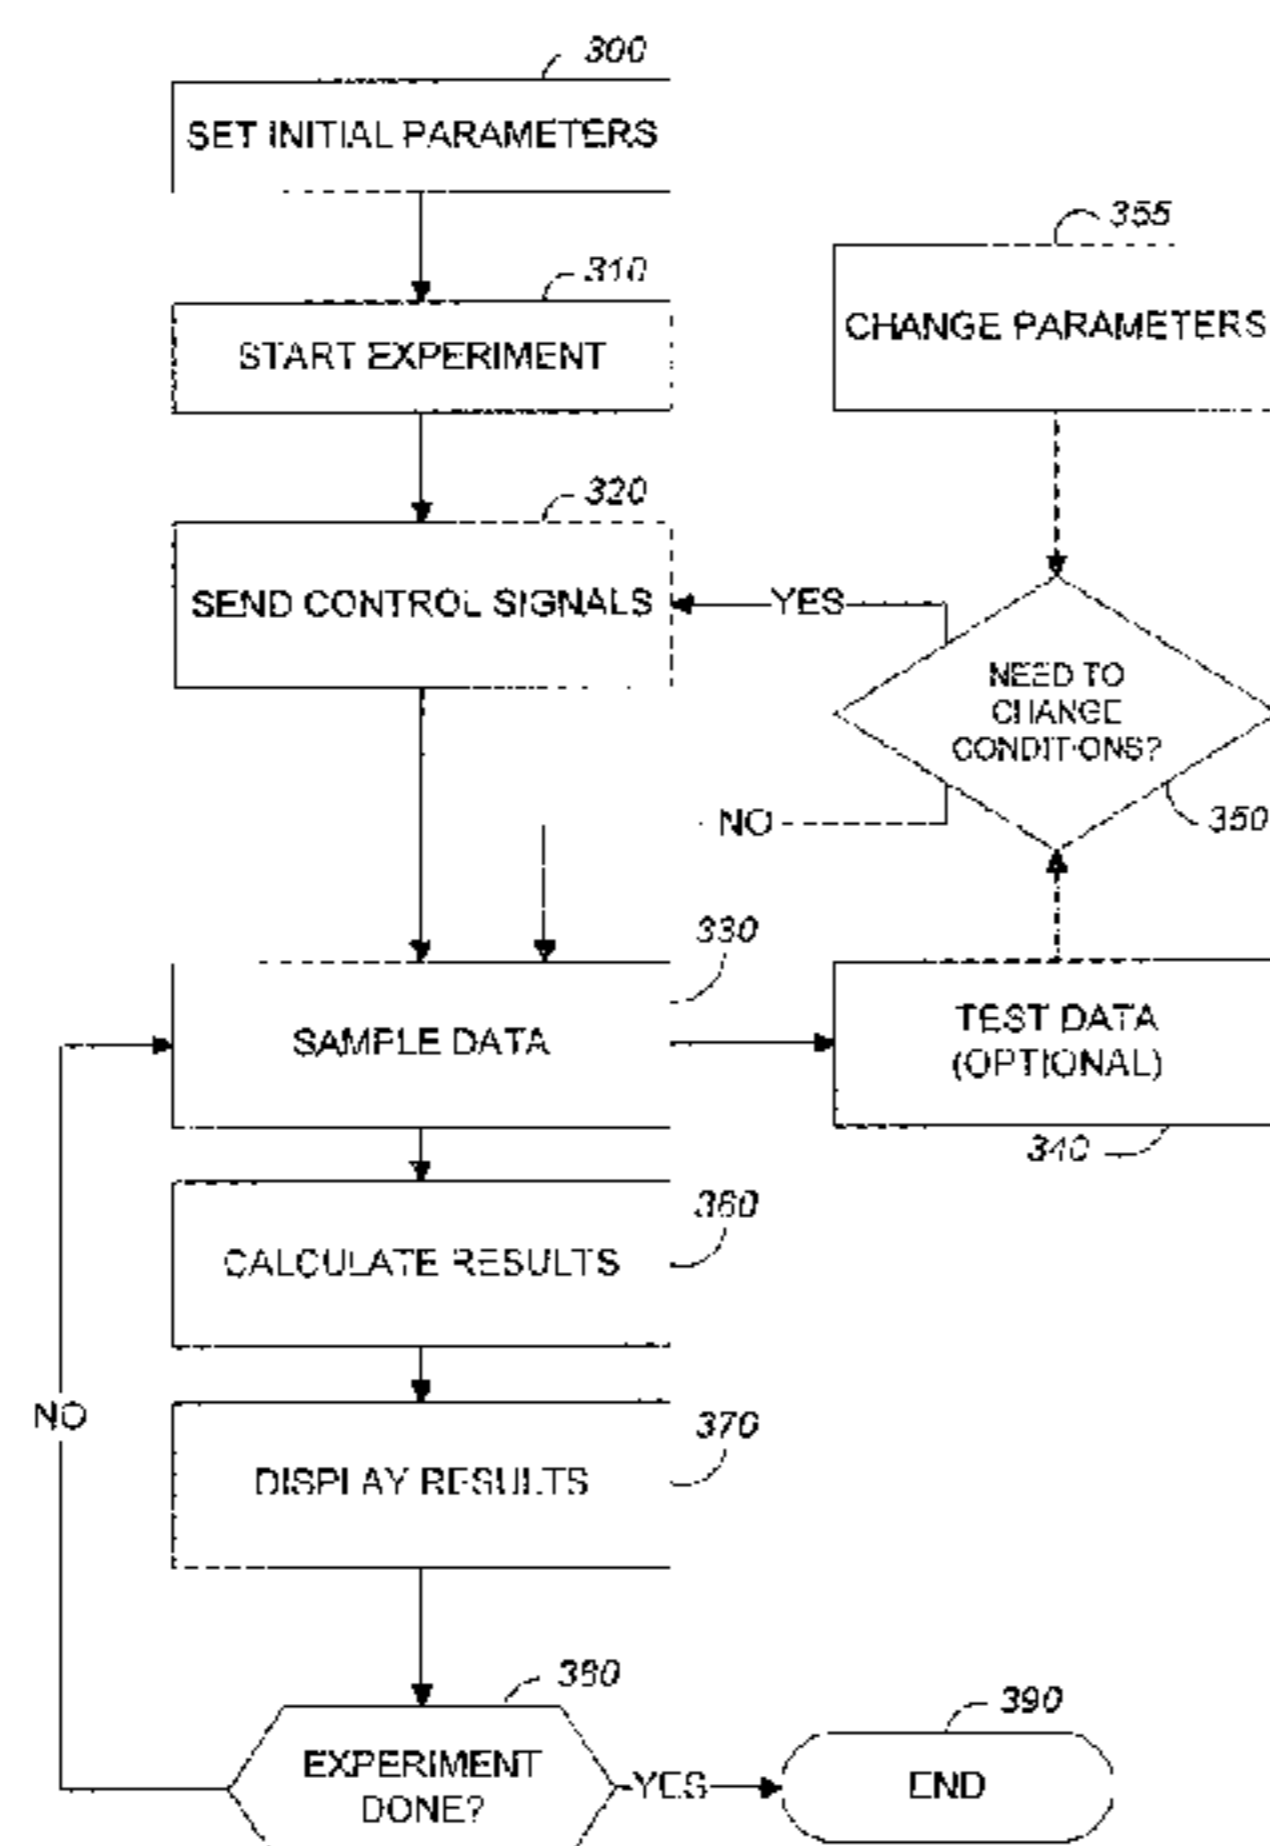 300
SET INITIAL PARAMETERS
310
START EXPERIMENT
320
SEND CONTROL SIGNALS
355
CHANGE PARAMETERS
YES
NEED TO
CHANGE
CONDITIONS?
350
NO
330
SAMPLE DATA
TEST DATA
(OPTIONAL)
340
360
CALCULATE RESULTS
370
DISPLAY RESULTS
NO
380
EXPERIMENT
DONE?
YES
390
END